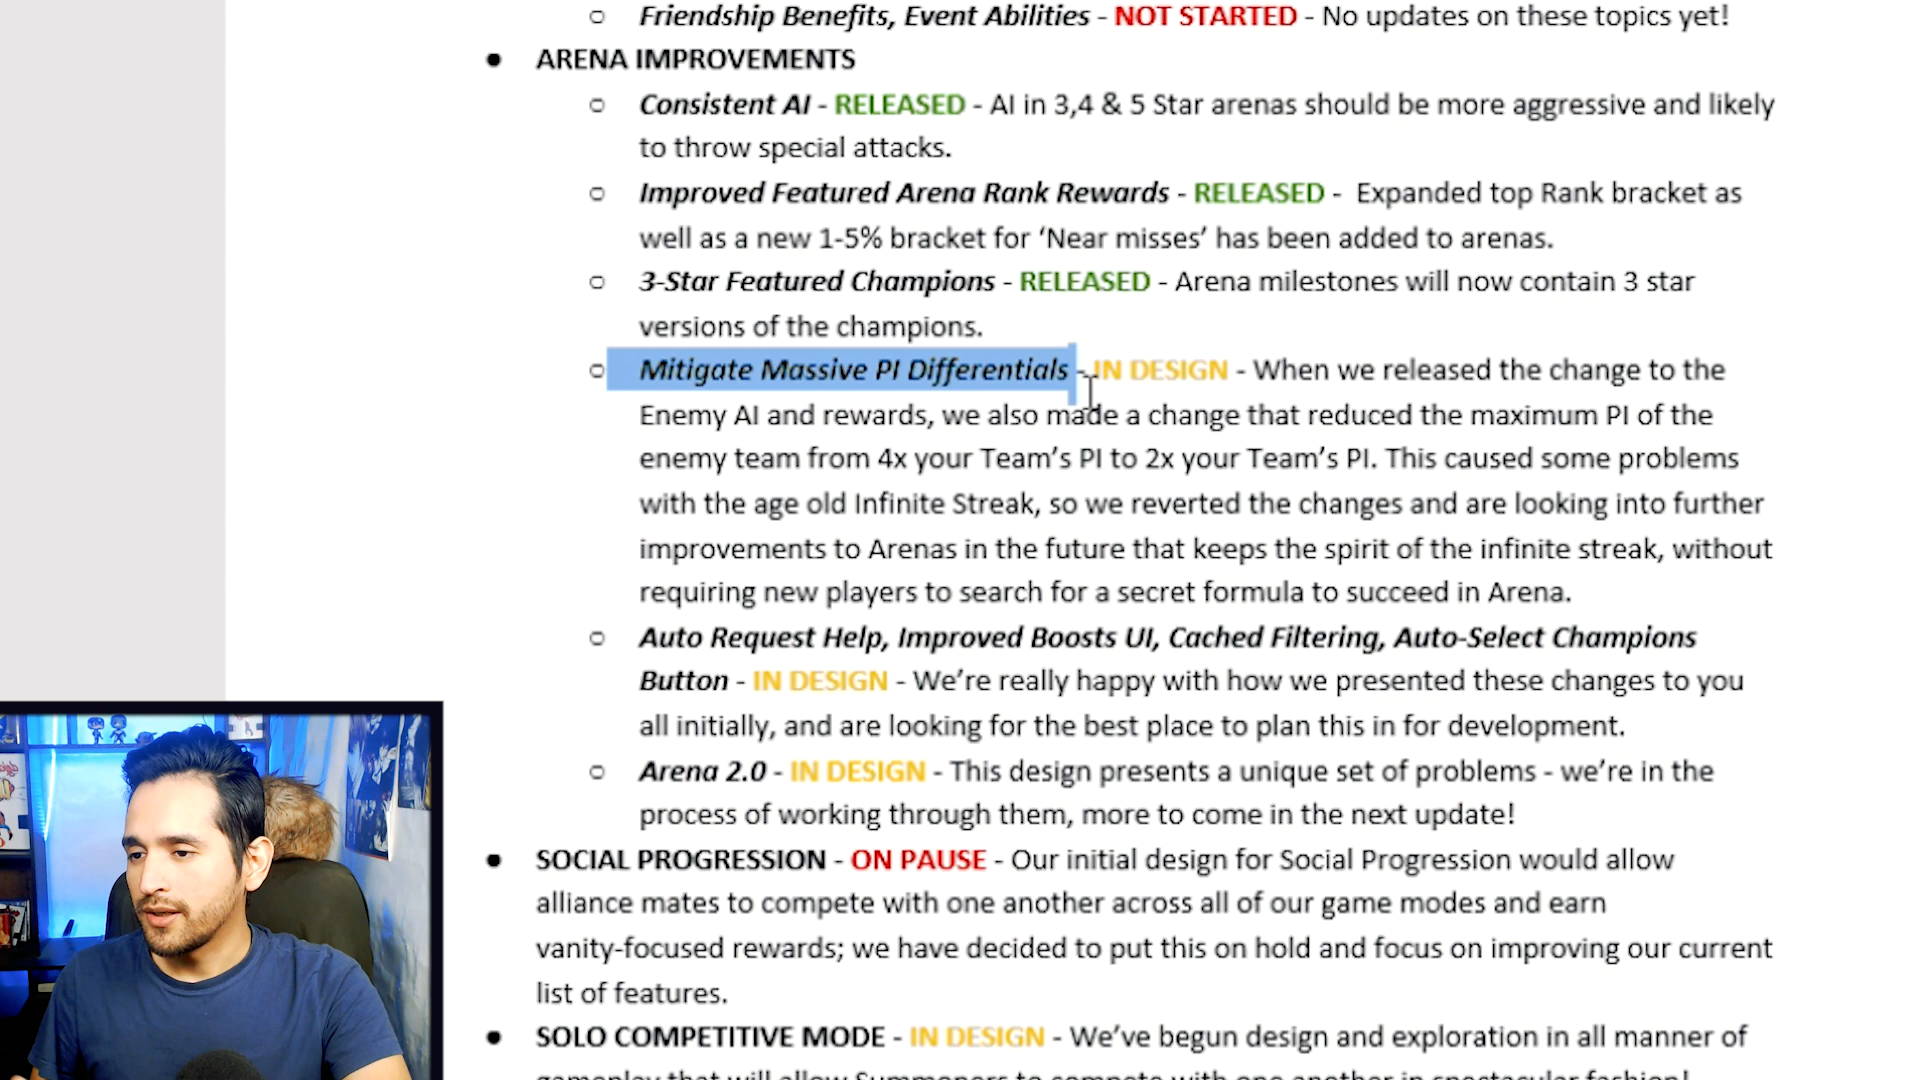 ○ Friendship Benefits, Event Abilities - NOT STARTED - No updates on these topics yet!
● ARENA IMPROVEMENTS
○ Consistent AI - RELEASED - AI in 3,4 & 5 Star arenas should be more aggressive and likely
to throw special attacks.
○ Improved Featured Arena Rank Rewards - RELEASED - Expanded top Rank bracket as
well as a new 1-5% bracket for ‘Near misses’ has been added to arenas.
○ 3-Star Featured Champions - RELEASED - Arena milestones will now contain 3 star
versions of the champions.
○ Mitigate Massive PI Differentials - IN DESIGN - When we released the change to the
Enemy AI and rewards, we also made a change that reduced the maximum PI of the
enemy team from 4x your Team’s PI to 2x your Team’s PI. This caused some problems
with the age old Infinite Streak, so we reverted the changes and are looking into further
improvements to Arenas in the future that keeps the spirit of the infinite streak, without
requiring new players to search for a secret formula to succeed in Arena.
○ Auto Request Help, Improved Boosts UI, Cached Filtering, Auto-Select Champions
Button - IN DESIGN - We’re really happy with how we presented these changes to you
all initially, and are looking for the best place to plan this in for development.
○ Arena 2.0 - IN DESIGN - This design presents a unique set of problems - we’re in the
process of working through them, more to come in the next update!
● SOCIAL PROGRESSION - ON PAUSE - Our initial design for Social Progression would allow
alliance mates to compete with one another across all of our game modes and earn
vanity-focused rewards; we have decided to put this on hold and focus on improving our current
list of features.
● SOLO COMPETITIVE MODE - IN DESIGN - We’ve begun design and exploration in all manner of
gameplay that will allow Summoners to compete with one another in spectacular fashion!